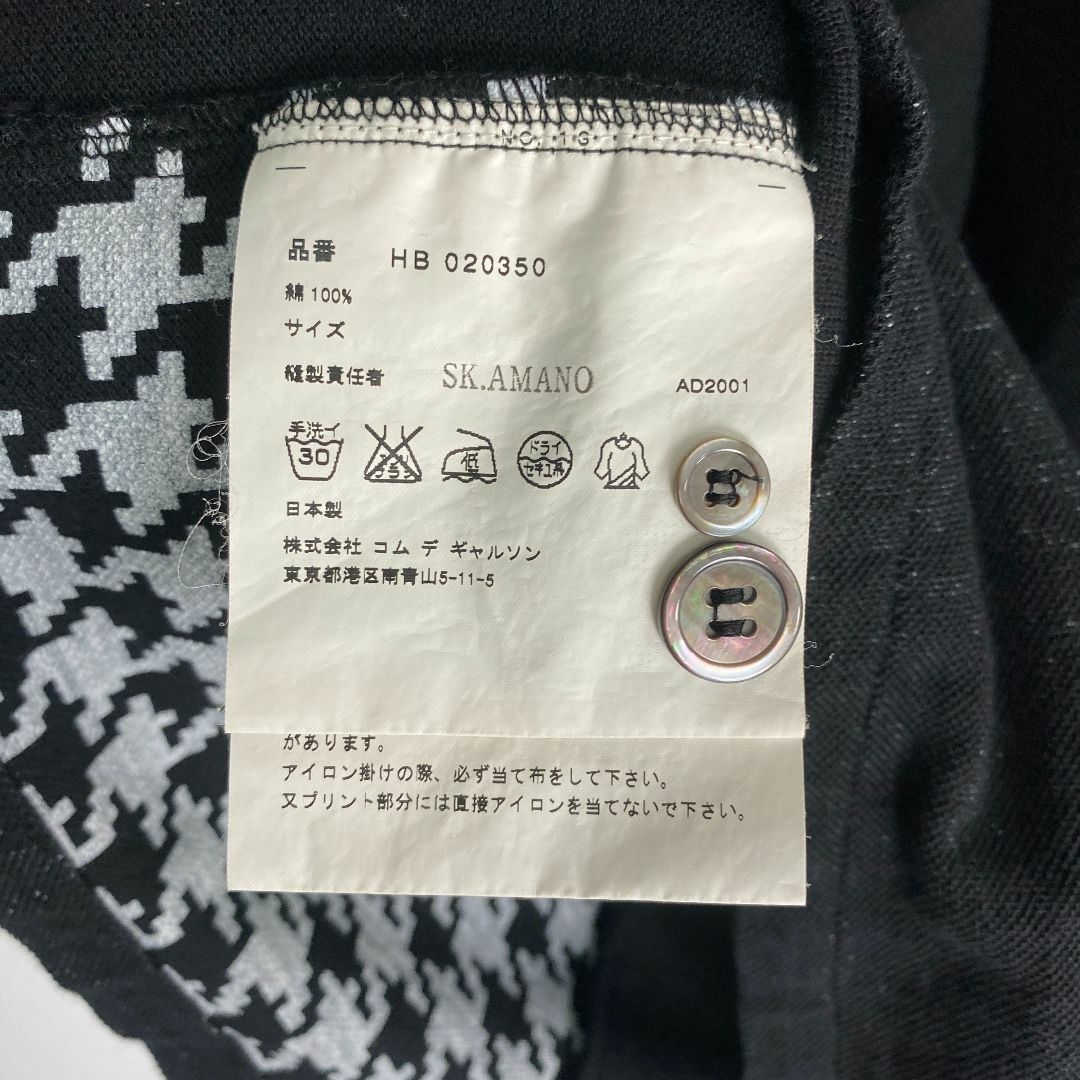 NO. 13
品番 HB 020350
綿 100%
サイズ
縫製責任者 SK.AMANO AD2001
手洗イ
30 低 ドライ
セキユ系
日本製
株式会社 コム デ ギャルソン
東京都港区南青山5-11-5
があります。
アイロン掛けの際、必ず当て布をして下さい。
又プリント部分には直接アイロンを当てないで下さい。